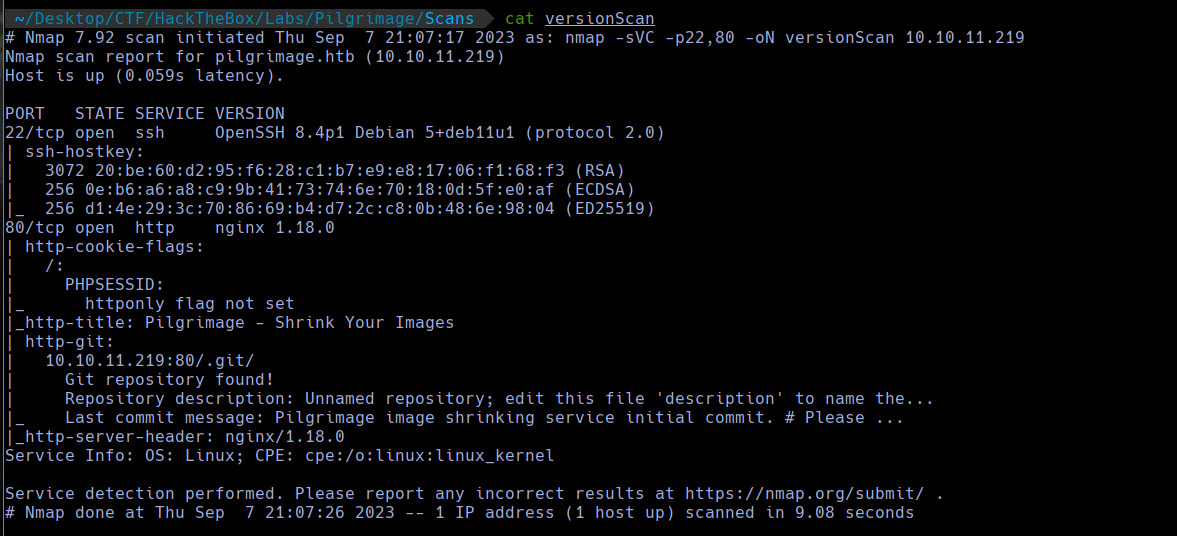 ~/Desktop/CTF/HackTheBox/Labs/Pilgrimage/Scans cat versionScan
# Nmap 7.92 scan initiated Thu Sep  7 21:07:17 2023 as: nmap -sVC -p22,80 -oN versionScan 10.10.11.219
Nmap scan report for pilgrimage.htb (10.10.11.219)
Host is up (0.059s latency).

PORT   STATE SERVICE VERSION
22/tcp open  ssh     OpenSSH 8.4p1 Debian 5+deb11u1 (protocol 2.0)
| ssh-hostkey:
|   3072 20:be:60:d2:95:f6:28:c1:b7:e9:e8:17:06:f1:68:f3 (RSA)
|   256 0e:b6:a6:a8:c9:9b:41:73:74:6e:70:18:0d:5f:e0:af (ECDSA)
|_  256 d1:4e:29:3c:70:86:69:b4:d7:2c:c8:0b:48:6e:98:04 (ED25519)
80/tcp open  http    nginx 1.18.0
| http-cookie-flags:
|   /:
|     PHPSESSID:
|_      httponly flag not set
|_http-title: Pilgrimage - Shrink Your Images
| http-git:
|   10.10.11.219:80/.git/
|     Git repository found!
|     Repository description: Unnamed repository; edit this file 'description' to name the...
|_    Last commit message: Pilgrimage image shrinking service initial commit. # Please ...
|_http-server-header: nginx/1.18.0
Service Info: OS: Linux; CPE: cpe:/o:linux:linux_kernel

Service detection performed. Please report any incorrect results at https://nmap.org/submit/ .
# Nmap done at Thu Sep  7 21:07:26 2023 -- 1 IP address (1 host up) scanned in 9.08 seconds